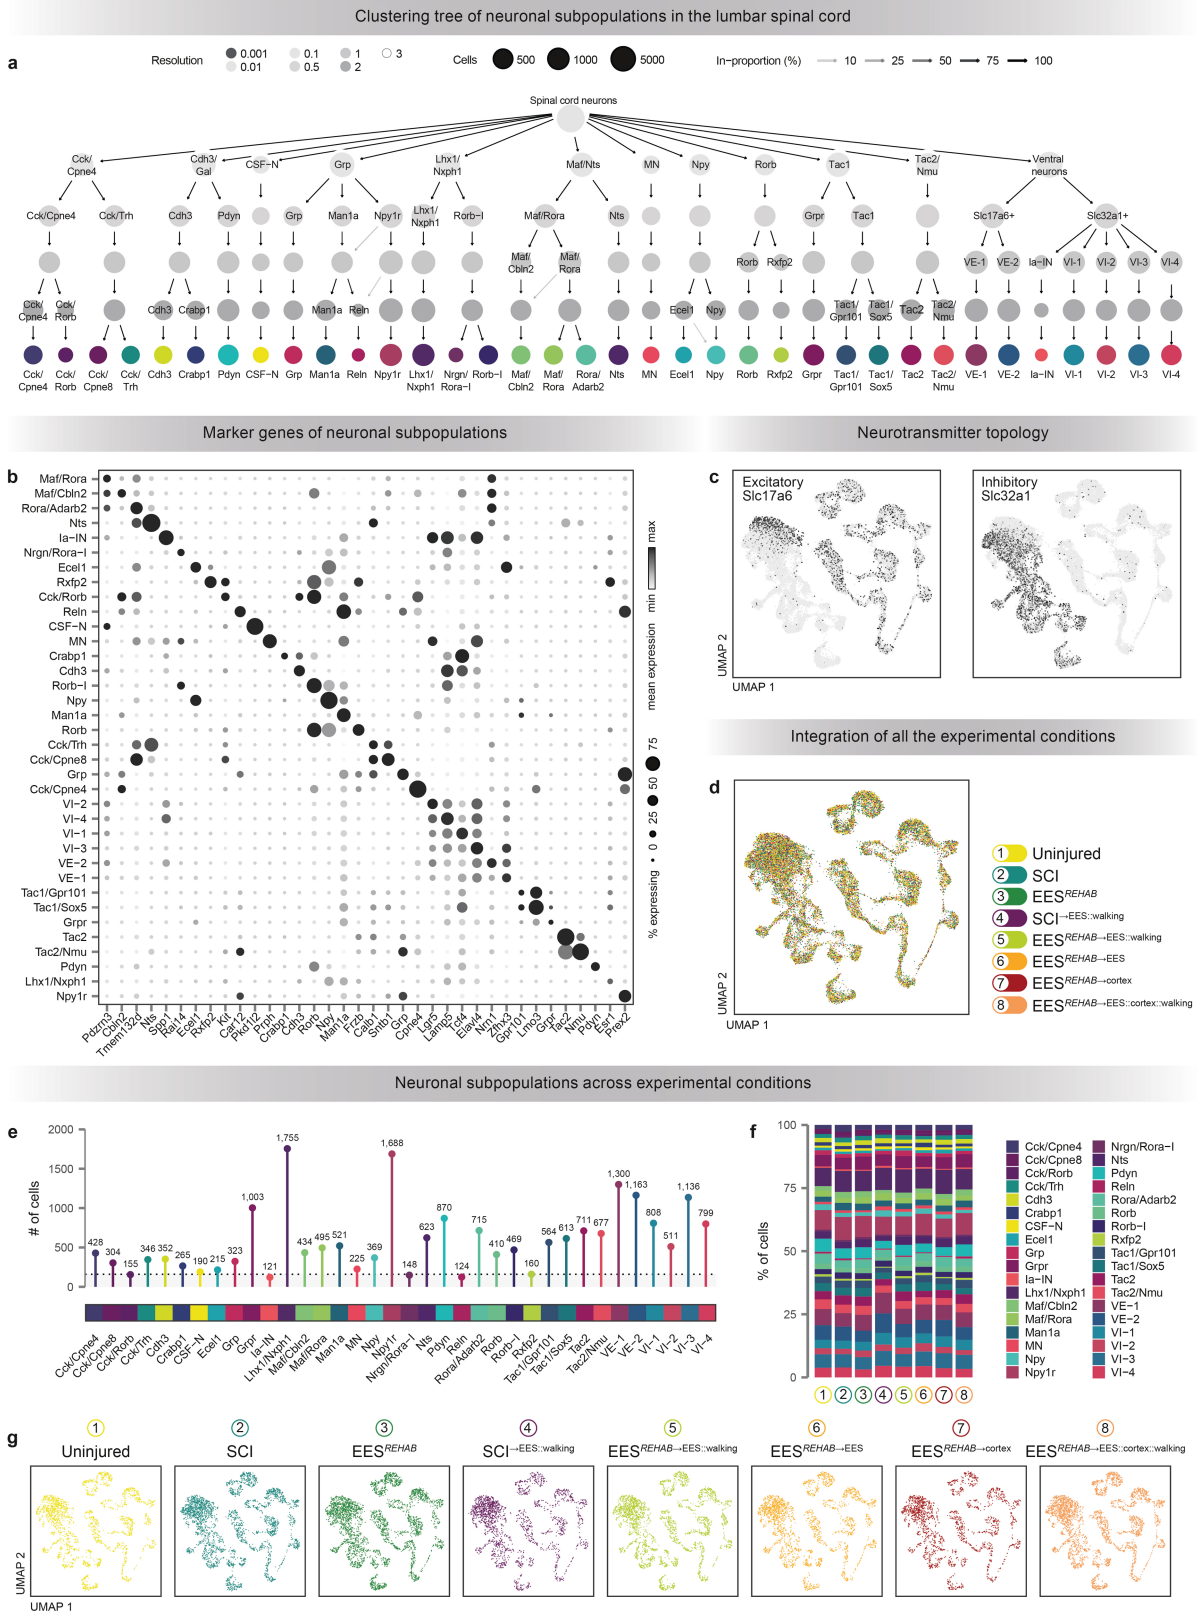 Clustering tree of neuronal subpopulations in the lumbar spinal cord
a
Resolution 0.001 0.1 1 3
0.01 0.5 2
Cells 500 1000 5000
In−proportion (%) 10 25 50 75 100
Spinal cord neurons
Cck/ Cdh3/ CSF−N Grp Lhx1/ Maf/Nts MN Npy Rorb Tac1 Tac2/ Ventral
Cpne4 Gal Nxph1 Nmu neurons
Cck/Cpne4 Cck/Trh Cdh3 Pdyn Grp Man1a Npy1r Lhx1/ Rorb−I Maf/Rora Nts Grpr Tac1 Slc17a6+ Slc32a1+
Nxph1
Maf/ Maf/ Rorb Rxfp2 VE-1 VE-2 Ia−IN VI-1 VI-2 VI-3 VI-4
Cbln2 Rora
Cck/ Cck/ Cdh3 Crabp1 Man1a Reln Ecel1 Npy Tac1/ Tac1/ Tac2 Tac2/
Cpne4 Rorb Gpr101 Sox5 Nmu
Cck/ Cck/ Cck/ Cck/ Cdh3 Crabp1 Pdyn CSF−N Grp Man1a Reln Npy1r Lhx1/ Nrgn/ Rorb−I Maf/ Maf/ Rora/ Nts MN Ecel1 Npy Rorb Rxfp2 Grpr Tac1/ Tac1/ Tac2 Tac2/ VE-1 VE-2 Ia−IN VI-1 VI-2 VI-3 VI-4
Cpne4 Rorb Cpne8 Trh Nxph1 Rora−I Cbln2 Rora Adarb2 Gpr101 Sox5 Nmu
Marker genes of neuronal subpopulations
b
Maf/Rora
Maf/Cbln2
Rora/Adarb2
Nts
Ia−IN
Nrgn/Rora−I
Ecel1
Rxfp2
Cck/Rorb
Reln
CSF−N
MN
Crabp1
Cdh3
Rorb−I
Npy
Man1a
Rorb
Cck/Trh
Cck/Cpne8
Grp
Cck/Cpne4
VI−2
VI−4
VI−1
VI−3
VE−2
VE−1
Tac1/Gpr101
Tac1/Sox5
Grpr
Tac2
Tac2/Nmu
Pdyn
Lhx1/Nxph1
Npy1r
Pdzrn3
Cbln2
Tmem132d
Nts
Spp1
Rai14
Ecel1
Rxfp2
Kit
Car12
Pkd1l2
Prph
Crabp1
Cdh3
Rorb
Npy
Man1a
Frzb
Calb1
Sntb1
Grp
Cpne4
Lgr5
Lamp5
Tcf4
Elavl4
Nrn1
Zfhx3
Gpr101
Lmo3
Grpr
Tac2
Nmu
Pdyn
Esr1
Prex2
mean expression min max
% expressing 0 25 50 75
Neurotransmitter topology
c
Excitatory
Slc17a6
Inhibitory
Slc32a1
UMAP 2
UMAP 1
Integration of all the experimental conditions
d
UMAP 2
UMAP 1
1 Uninjured
2 SCI
3 EESREHAB
4 SCI→EES::walking
5 EESREHAB→EES::walking
6 EESREHAB→EES
7 EESREHAB→cortex
8 EESREHAB→EES::cortex::walking
Neuronal subpopulations across experimental conditions
e
# of cells
2000
1500
1000
500
0
428 304 155 346 352 265 190 215 323 1,003 121 1,755 434 495 521 225 369 1,688 148 623 870 124 715 410 469 160 564 613 711 677 1,300 1,163 808 511 1,136 799
Cck/Cpne4
Cck/Cpne8
Cck/Rorb
Cck/Trh
Cdh3
Crabp1
CSF−N
Ecel1
Grp
Grpr
Ia−IN
Lhx1/Nxph1
Maf/Cbln2
Maf/Rora
Man1a
MN
Npy
Npy1r
Nrgn/Rora−I
Nts
Pdyn
Reln
Rora/Adarb2
Rorb
Rorb−I
Rxfp2
Tac1/Gpr101
Tac1/Sox5
Tac2
Tac2/Nmu
VE−1
VE−2
VI−1
VI−2
VI−3
VI−4
f
% of cells
100
75
50
25
0
1 2 3 4 5 6 7 8
Cck/Cpne4 Nrgn/Rora−I
Cck/Cpne8 Nts
Cck/Rorb Pdyn
Cck/Trh Reln
Cdh3 Rora/Adarb2
Crabp1 Rorb
CSF−N Rorb−I
Ecel1 Rxfp2
Grp Tac1/Gpr101
Grpr Tac1/Sox5
Ia−IN Tac2
Lhx1/Nxph1 Tac2/Nmu
Maf/Cbln2 VE−1
Maf/Rora VE−2
Man1a VI−1
MN VI−2
Npy VI−3
Npy1r VI−4
g
1 2 3 4 5 6 7 8
Uninjured SCI EESREHAB SCI→EES::walking EESREHAB→EES::walking EESREHAB→EES EESREHAB→cortex EESREHAB→EES::cortex::walking
UMAP 2
UMAP 1